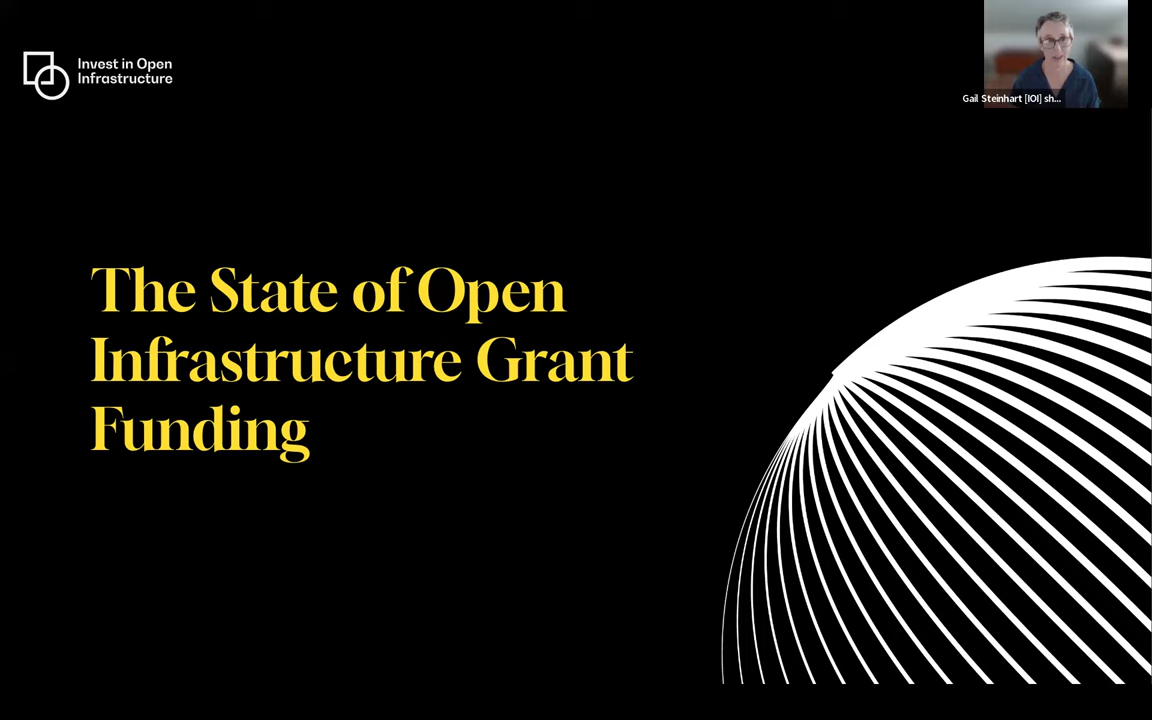 Invest in Open
Infrastructure
Gail Steinhart [IOI] sh...
The State of Open
Infrastructure Grant
Funding